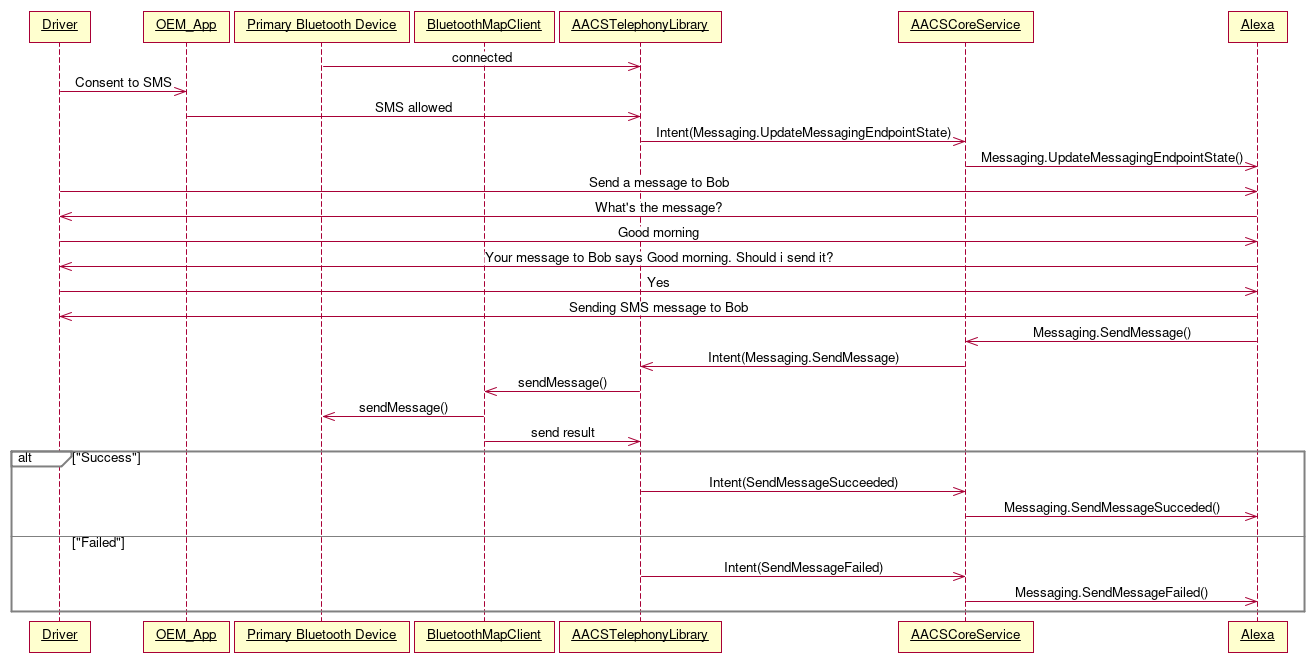 Driver OEM_App Primary Bluetooth Device BluetoothMapClient AACSTelephonyLibrary AACSCoreService Alexa
connected
Consent to SMS
SMS allowed
Intent(Messaging.UpdateMessagingEndpointState)
Messaging.UpdateMessagingEndpointState()
Send a message to Bob
What's the message?
Good morning
Your message to Bob says Good morning. Should i send it?
Yes
Sending SMS message to Bob
Messaging.SendMessage()
Intent(Messaging.SendMessage)
sendMessage()
sendMessage()
send result
alt ["Success"]
Intent(SendMessageSucceeded)
Messaging.SendMessageSucceded()
["Failed"]
Intent(SendMessageFailed)
Messaging.SendMessageFailed()
Driver OEM_App Primary Bluetooth Device BluetoothMapClient AACSTelephonyLibrary AACSCoreService Alexa